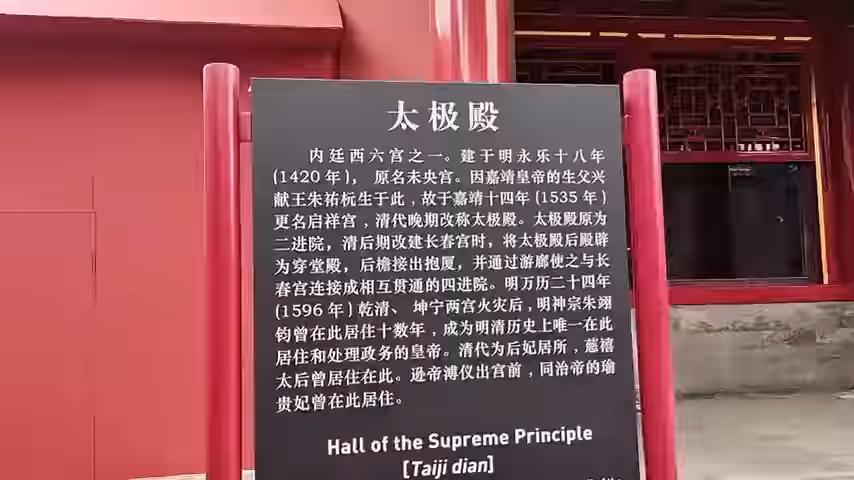 太极殿
内廷西六宫之一。建于明永乐十八年
(1420 年)， 原名未央宫。因嘉靖皇帝的生父兴
献王朱祐杬生于此，故于嘉靖十四年(1535 年)
更名启祥宫，清代晚期改称太极殿。太极殿原为
二进院，清后期改建长春宫时，将太极殿后殿辟
为穿堂殿，后檐接出抱厦，并通过游廊使之与长
春宫连接成相互贯通的四进院。明万历二十四年
(1596 年)乾清、 坤宁两宫火灾后，明神宗朱翊
钧曾在此居住十数年，成为明清历史上唯一在此
居住和处理政务的皇帝。清代为后妃居所，慈禧
太后曾居住在此。逊帝溥仪出宫前，同治帝的瑜
贵妃曾在此居住。
Hall of the Supreme Principle
[Taiji dian]